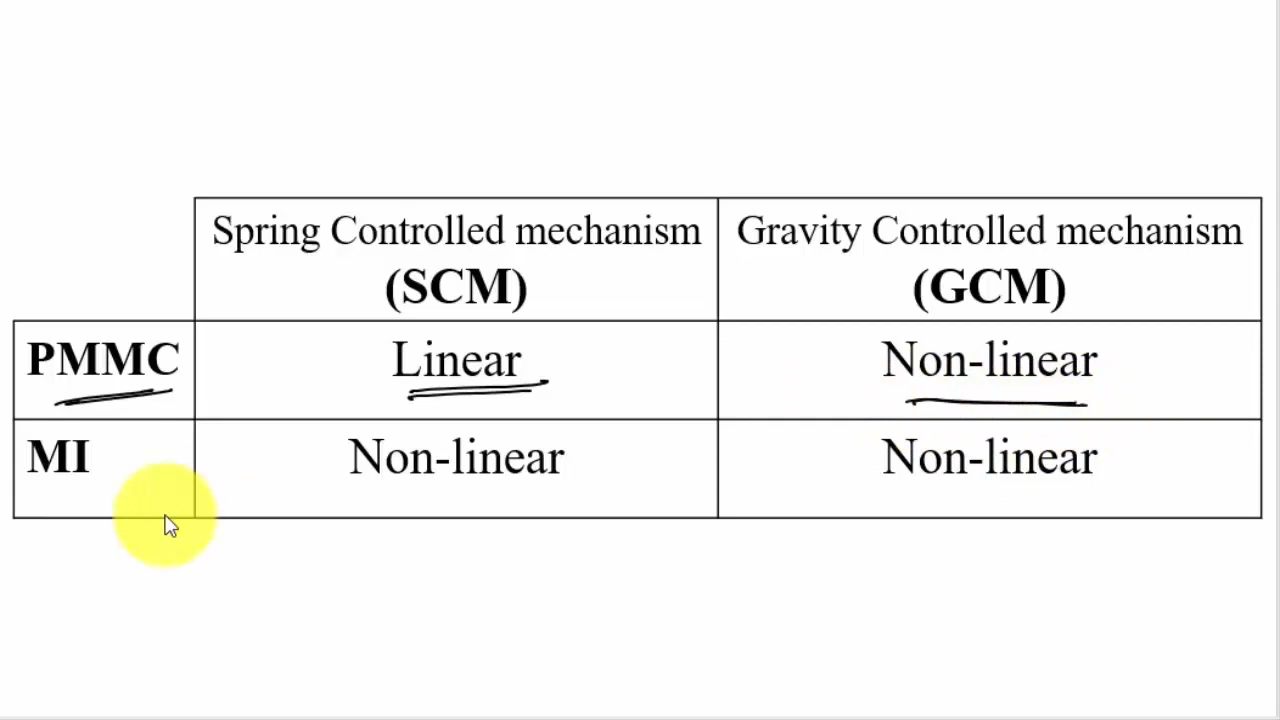 Spring Controlled mechanism
(SCM)
Gravity Controlled mechanism
(GCM)
PMMC
Linear
Non-linear
MI
Non-linear
Non-linear